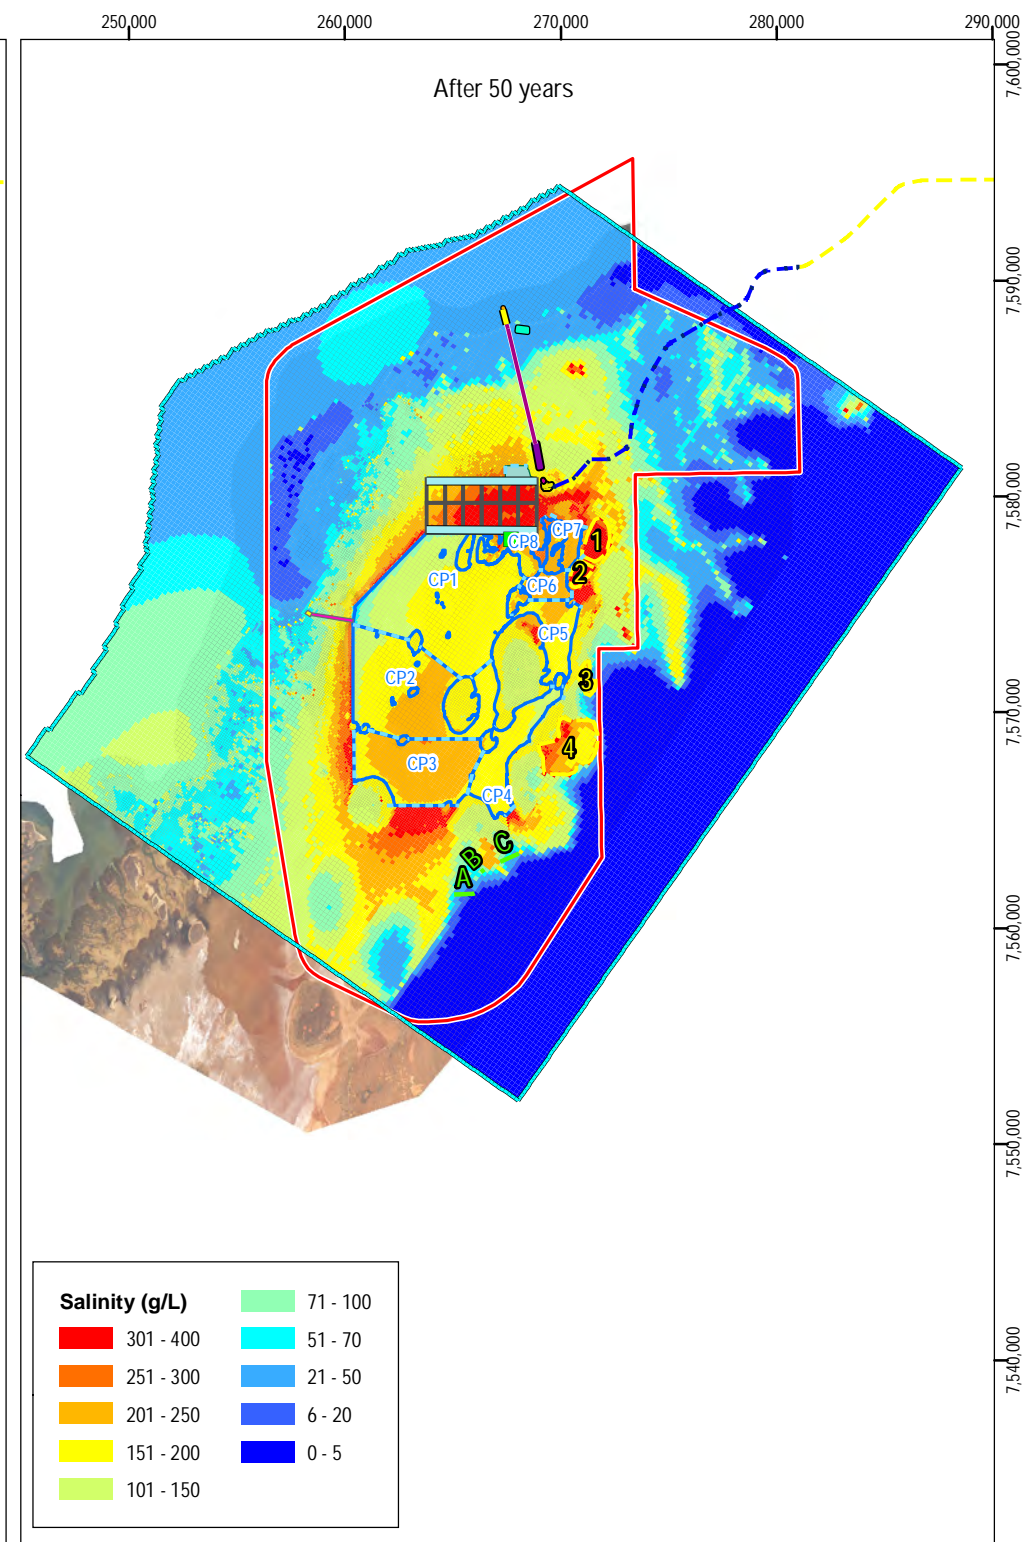 250,000 260,000 270,000 280,000 290,000
After 50 years
7,600,000
7,590,000
7,580,000
7,570,000
7,560,000
7,550,000
7,540,000
CP7
CP8
1
CP1
2
CP6
CP5
CP2
3
4
CP3
CP4
C
B
A
Salinity (g/L)
301 - 400
251 - 300
201 - 250
151 - 200
101 - 150
71 - 100
51 - 70
21 - 50
6 - 20
0 - 5